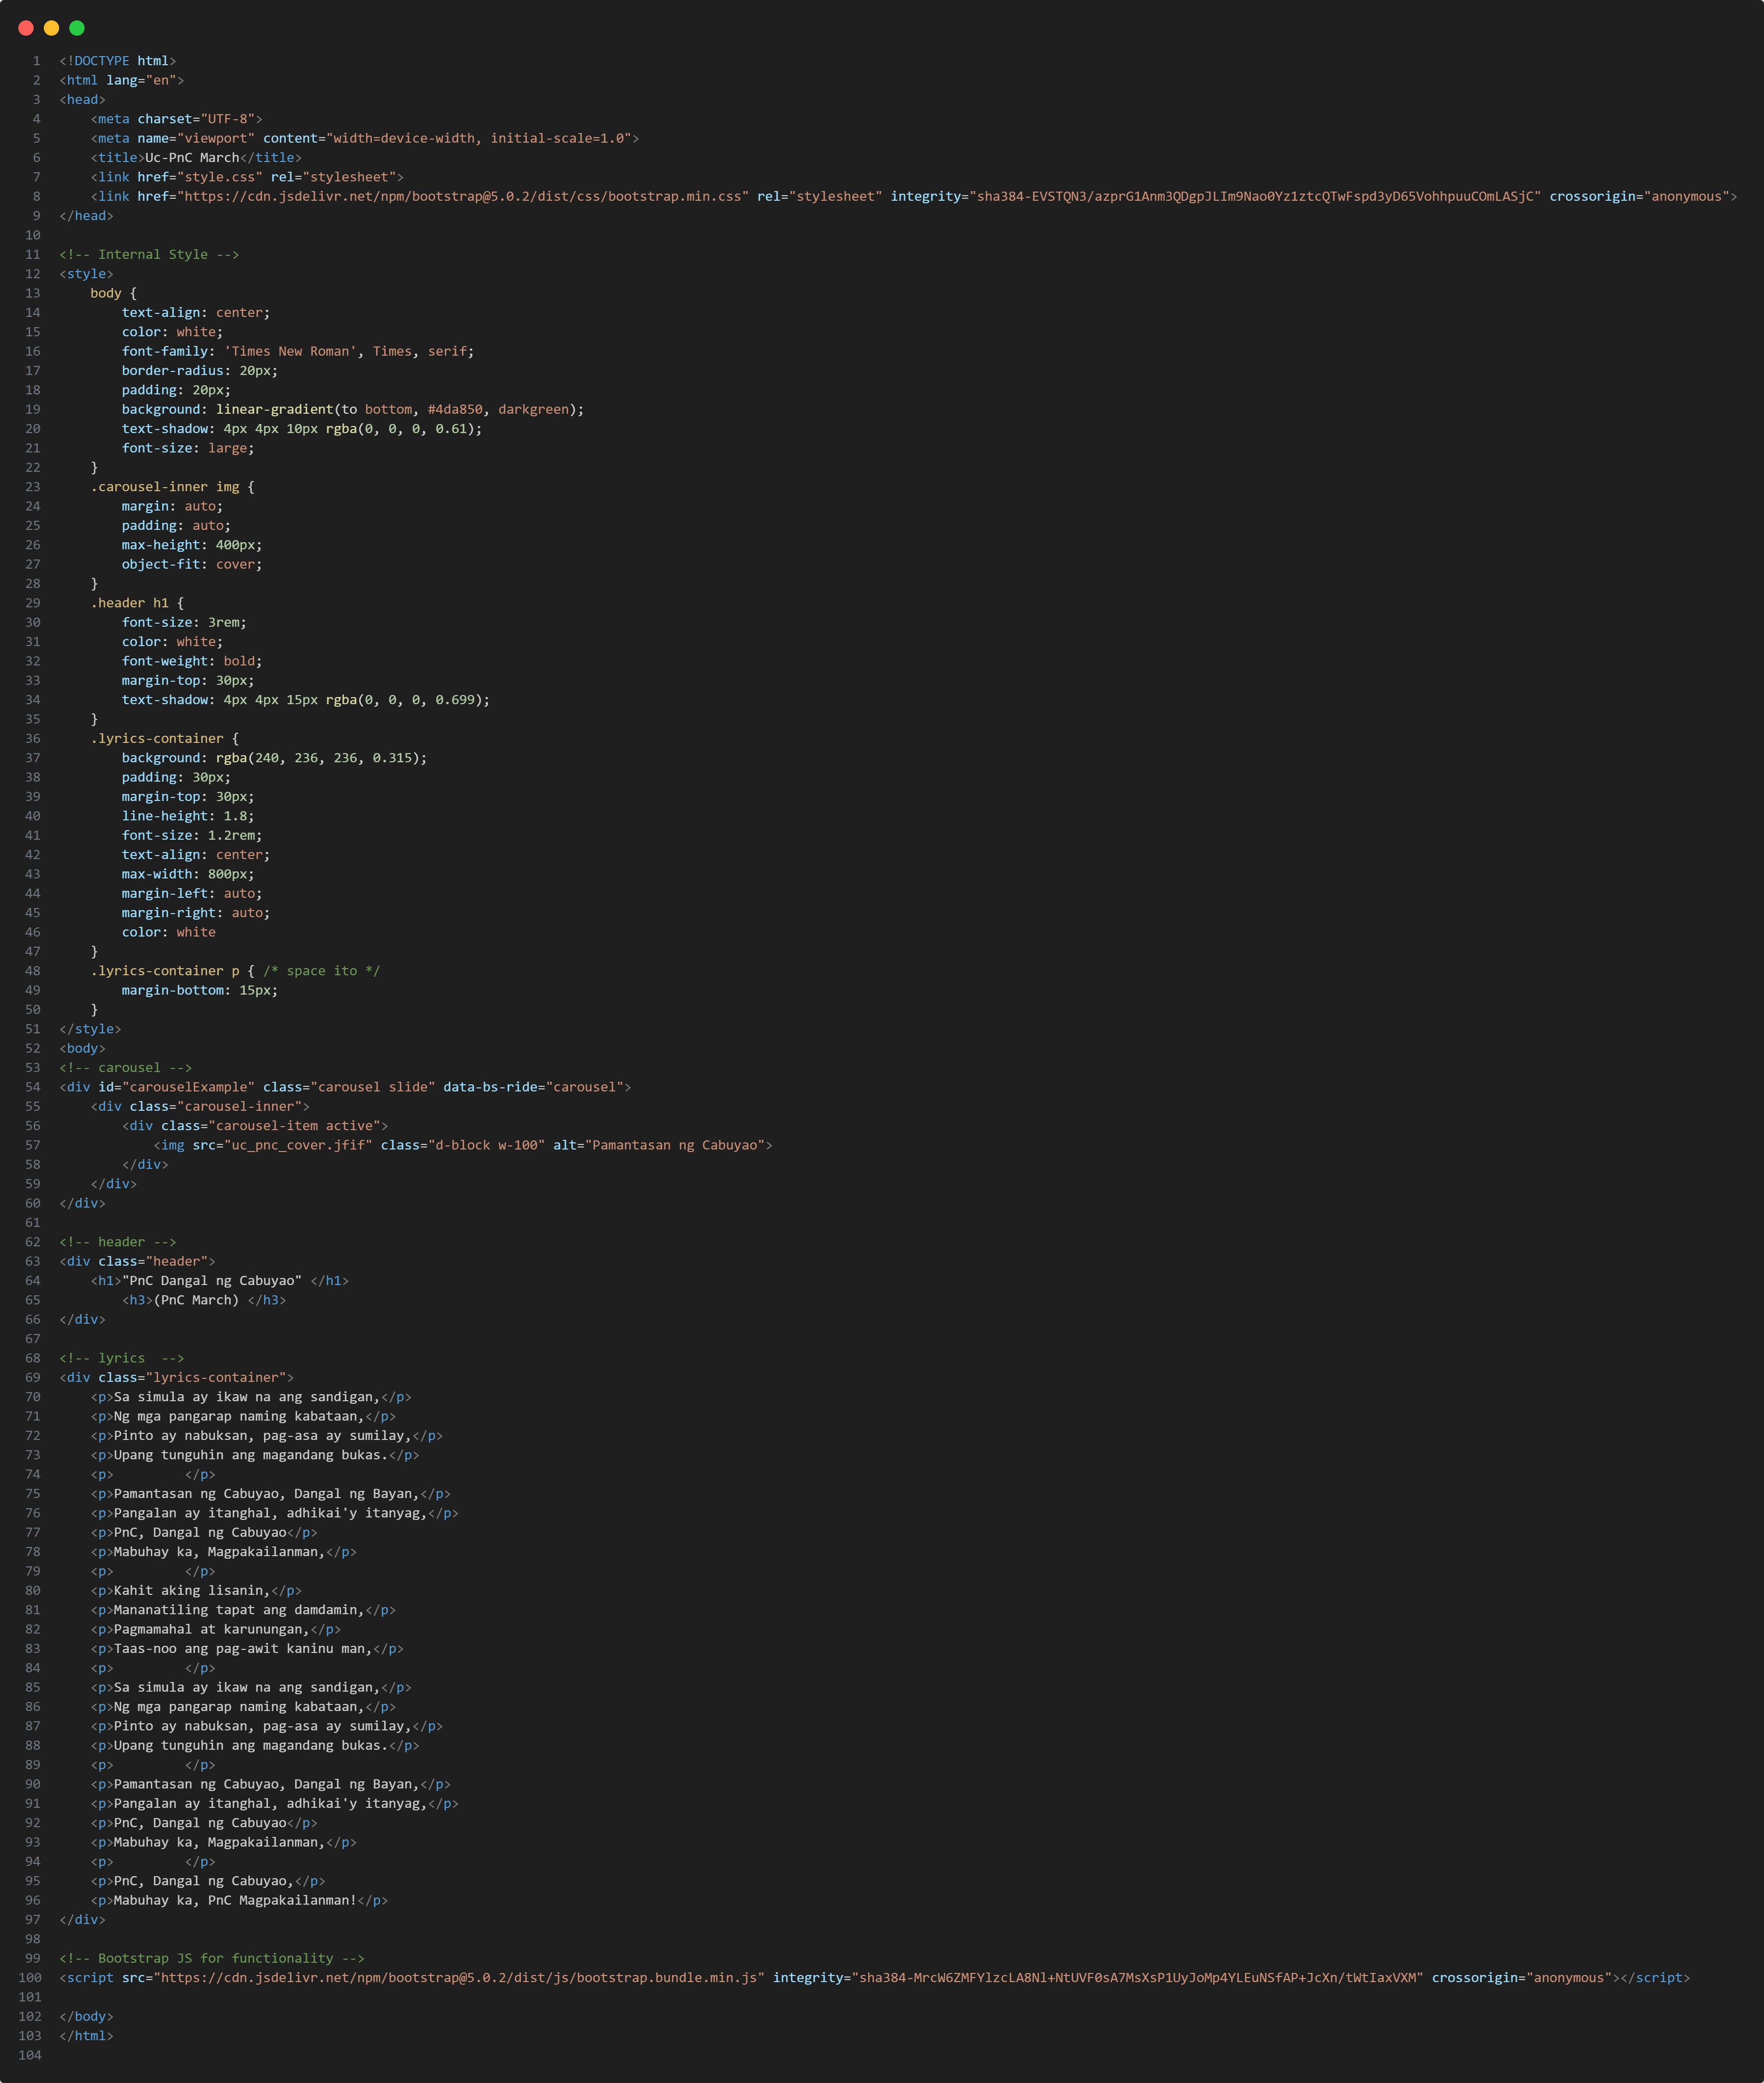 1 <!DOCTYPE html>
2 <html lang="en">
3 <head>
4     <meta charset="UTF-8">
5     <meta name="viewport" content="width=device-width, initial-scale=1.0">
6     <title>Uc-PnC March</title>
7     <link href="style.css" rel="stylesheet">
8     <link href="https://cdn.jsdelivr.net/npm/bootstrap@5.0.2/dist/css/bootstrap.min.css" rel="stylesheet" integrity="sha384-EVSTQN3/azprG1Anm3QDgpJLIm9Nao0Yz1ztcQTwFspd3yD65VohhpuuCOmLASjC" crossorigin="anonymous">
9 </head>
10
11 <!-- Internal Style -->
12 <style>
13     body {
14         text-align: center;
15         color: white;
16         font-family: 'Times New Roman', Times, serif;
17         border-radius: 20px;
18         padding: 20px;
19         background: linear-gradient(to bottom, #4da850, darkgreen);
20         text-shadow: 4px 4px 10px rgba(0, 0, 0, 0.61);
21         font-size: large;
22     }
23     .carousel-inner img {
24         margin: auto;
25         padding: auto;
26         max-height: 400px;
27         object-fit: cover;
28     }
29     .header h1 {
30         font-size: 3rem;
31         color: white;
32         font-weight: bold;
33         margin-top: 30px;
34         text-shadow: 4px 4px 15px rgba(0, 0, 0, 0.699);
35     }
36     .lyrics-container {
37         background: rgba(240, 236, 236, 0.315);
38         padding: 30px;
39         margin-top: 30px;
40         line-height: 1.8;
41         font-size: 1.2rem;
42         text-align: center;
43         max-width: 800px;
44         margin-left: auto;
45         margin-right: auto;
46         color: white
47     }
48     .lyrics-container p { /* space ito */
49         margin-bottom: 15px;
50     }
51 </style>
52 <body>
53 <!-- carousel -->
54 <div id="carouselExample" class="carousel slide" data-bs-ride="carousel">
55     <div class="carousel-inner">
56         <div class="carousel-item active">
57             <img src="uc_pnc_cover.jfif" class="d-block w-100" alt="Pamantasan ng Cabuyao">
58         </div>
59     </div>
60 </div>
61
62 <!-- header -->
63 <div class="header">
64     <h1>"PnC Dangal ng Cabuyao" </h1>
65         <h3>(PnC March) </h3>
66 </div>
67
68 <!-- lyrics  -->
69 <div class="lyrics-container">
70     <p>Sa simula ay ikaw na ang sandigan,</p>
71     <p>Ng mga pangarap naming kabataan,</p>
72     <p>Pinto ay nabuksan, pag-asa ay sumilay,</p>
73     <p>Upang tunguhin ang magandang bukas.</p>
74     <p>         </p>
75     <p>Pamantasan ng Cabuyao, Dangal ng Bayan,</p>
76     <p>Pangalan ay itanghal, adhikai'y itanyag,</p>
77     <p>PnC, Dangal ng Cabuyao</p>
78     <p>Mabuhay ka, Magpakailanman,</p>
79     <p>         </p>
80     <p>Kahit aking lisanin,</p>
81     <p>Mananatiling tapat ang damdamin,</p>
82     <p>Pagmamahal at karunungan,</p>
83     <p>Taas-noo ang pag-awit kaninu man,</p>
84     <p>         </p>
85     <p>Sa simula ay ikaw na ang sandigan,</p>
86     <p>Ng mga pangarap naming kabataan,</p>
87     <p>Pinto ay nabuksan, pag-asa ay sumilay,</p>
88     <p>Upang tunguhin ang magandang bukas.</p>
89     <p>         </p>
90     <p>Pamantasan ng Cabuyao, Dangal ng Bayan,</p>
91     <p>Pangalan ay itanghal, adhikai'y itanyag,</p>
92     <p>PnC, Dangal ng Cabuyao</p>
93     <p>Mabuhay ka, Magpakailanman,</p>
94     <p>         </p>
95     <p>PnC, Dangal ng Cabuyao,</p>
96     <p>Mabuhay ka, PnC Magpakailanman!</p>
97 </div>
98
99 <!-- Bootstrap JS for functionality -->
100 <script src="https://cdn.jsdelivr.net/npm/bootstrap@5.0.2/dist/js/bootstrap.bundle.min.js" integrity="sha384-MrcW6ZMFYlzcLA8Nl+NtUVF0sA7MsXsP1UyJoMp4YLEuNSfAP+JcXn/tWtIaxVXM" crossorigin="anonymous"></script>
101
102 </body>
103 </html>
104